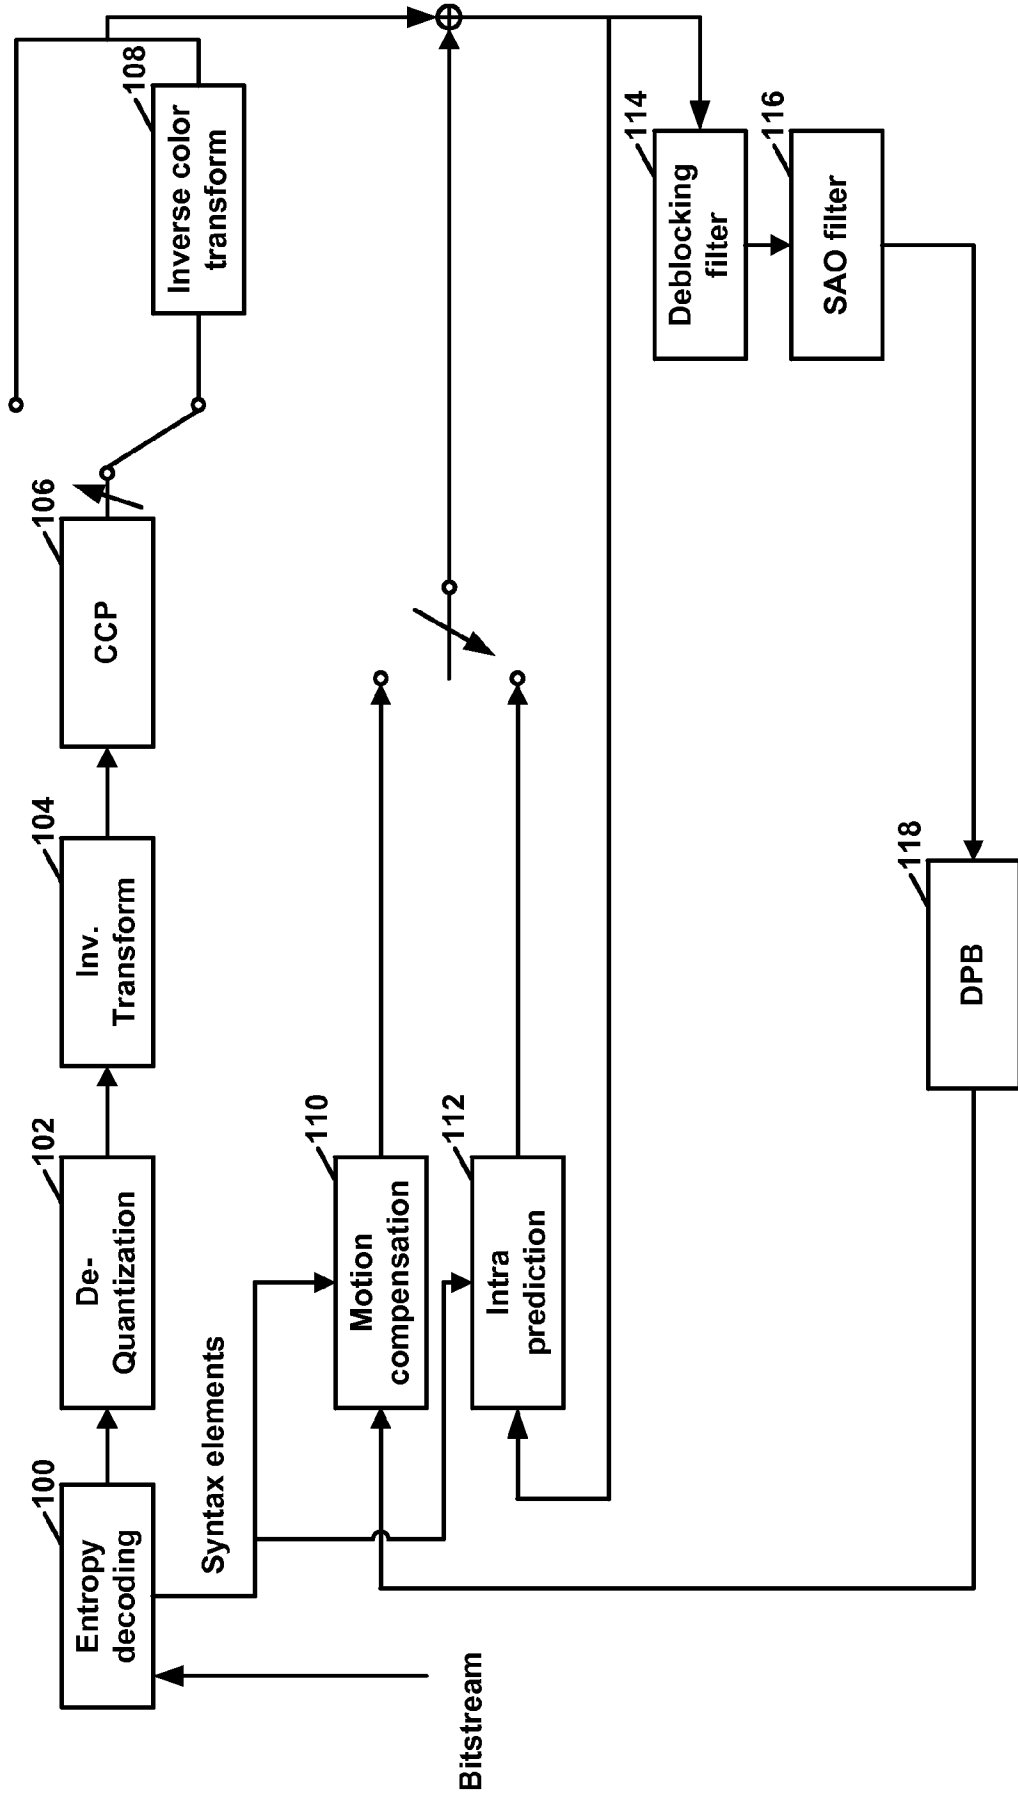 100
Entropy
decoding
102
De-
Quantization
104
Inv.
Transform
106
CCP
108
Inverse color
transform
Syntax elements
Bitstream
110
Motion
compensation
112
Intra
prediction
114
Deblocking
filter
116
SAO filter
118
DPB